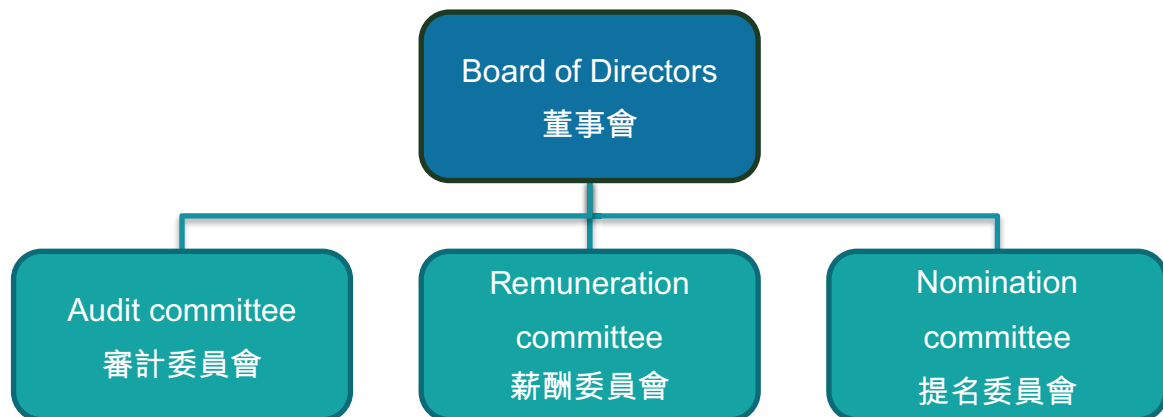 Board of Directors
董事會
Audit committee
審計委員會
Remuneration
committee
薪酬委員會
Nomination
committee
提名委員會